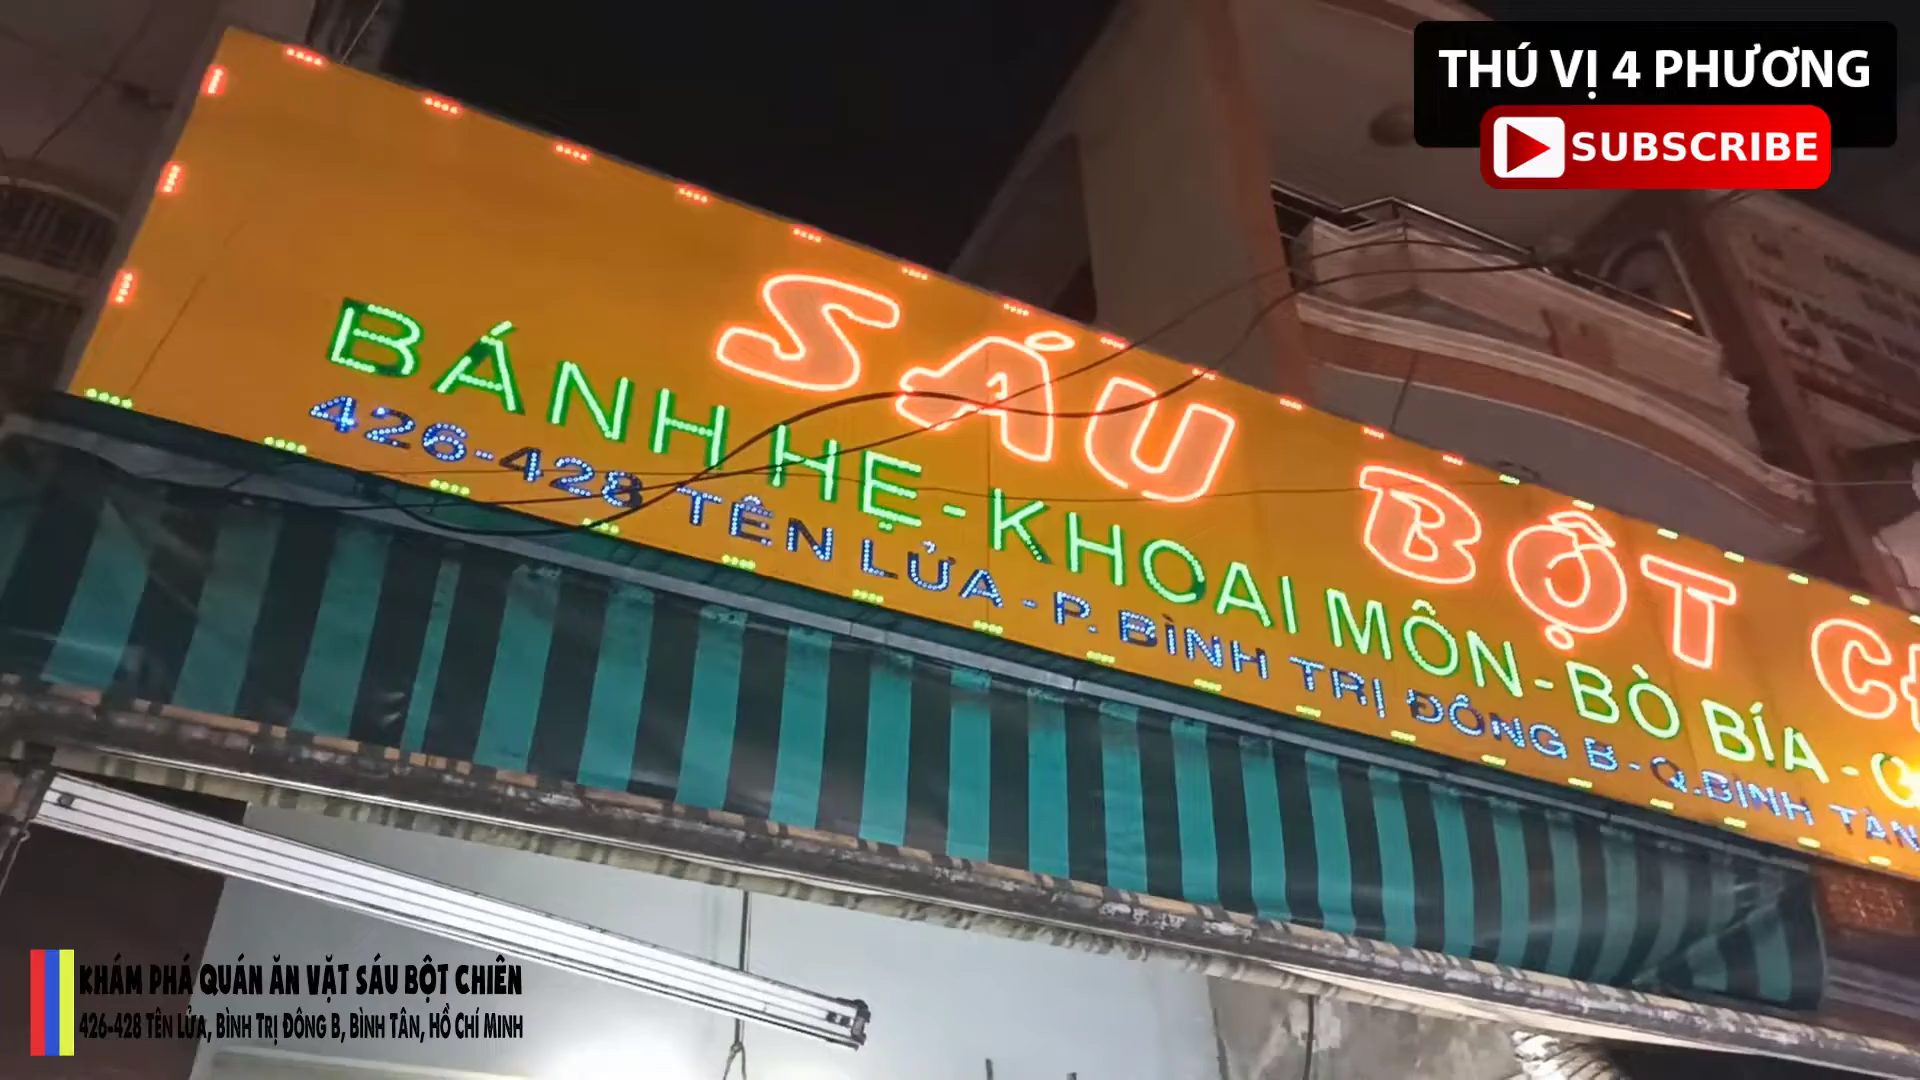 THÚ VỊ 4 PHƯƠNG
SUBSCRIBE
SÁU BỘT
BÁNH HẸ-KHOAI MÔN-BÒ BÍA-
426-428 TÊN LỬA-P. BÌNH TRỊ ĐÔNG B-Q.BÌNH TÂN
KHÁM PHÁ QUÁN ĂN VẶT SÁU BỘT CHIÊN
426-428 TÊN LỬA, BÌNH TRỊ ĐÔNG B, BÌNH TÂN, HỒ CHÍ MINH